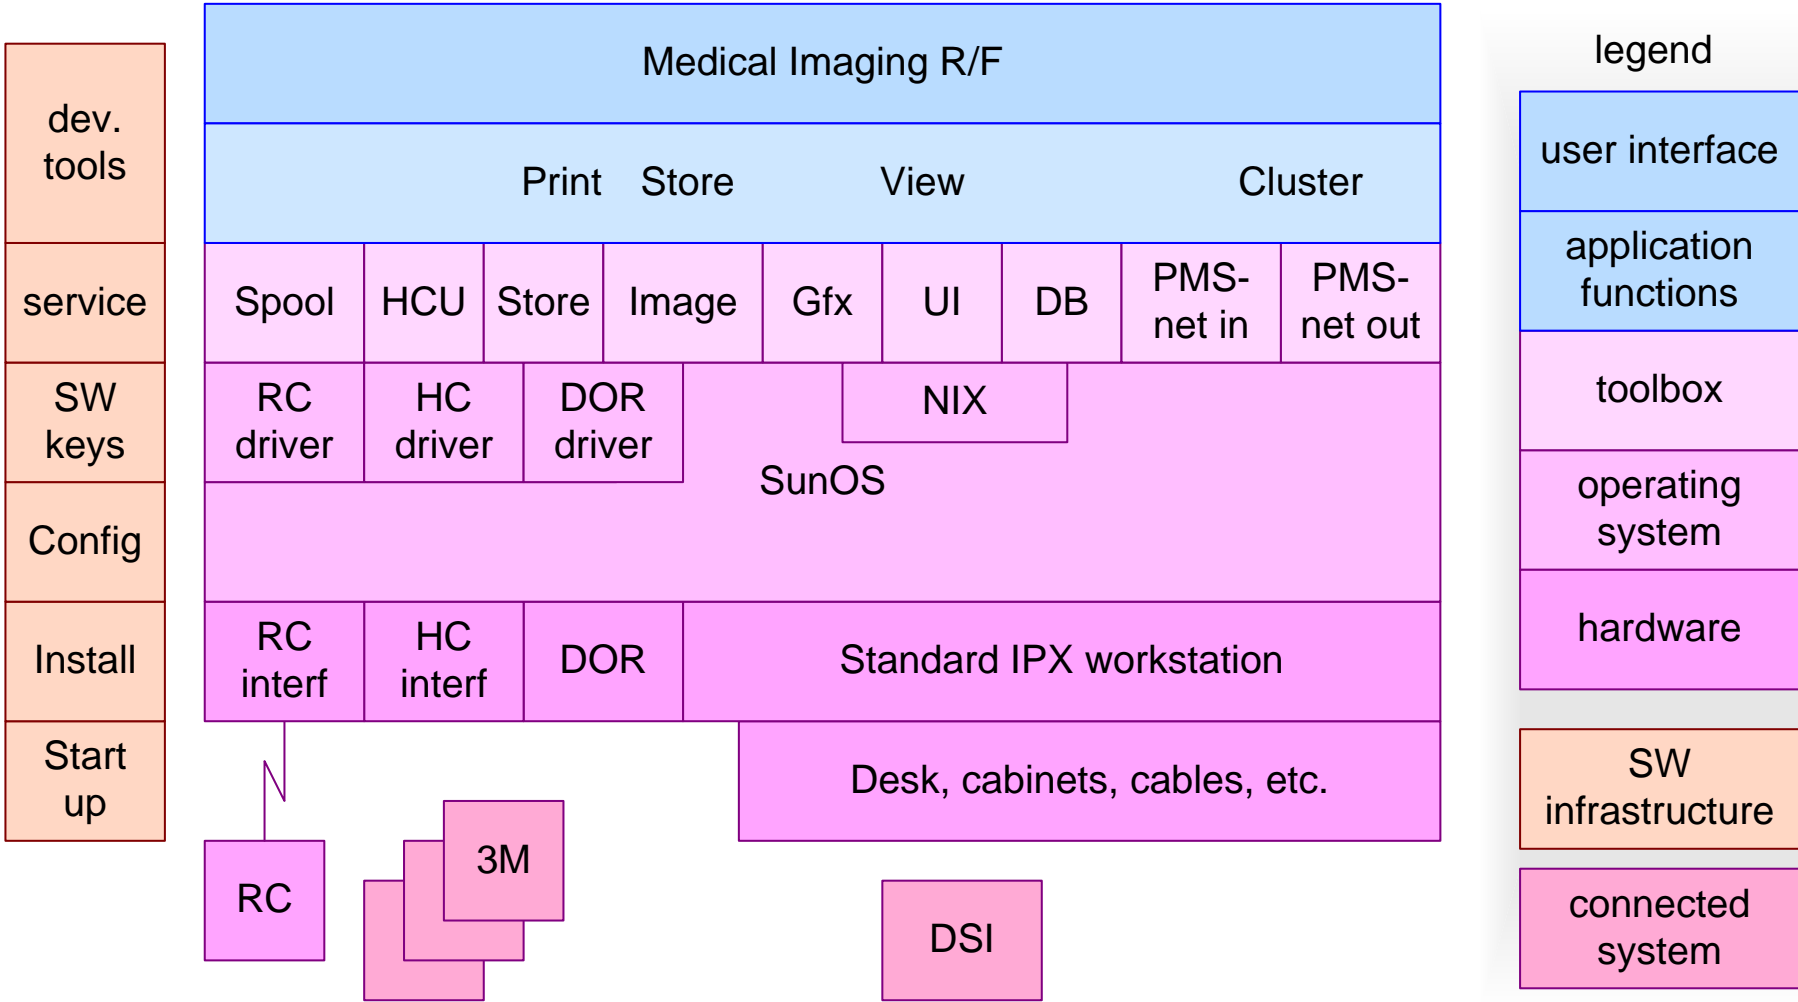 Medical Imaging R/F
legend
dev.
tools
user interface
Print Store View Cluster
application
functions
service
Spool
HCU
Store
Image
Gfx
UI
DB
PMS-
net in
PMS-
net out
toolbox
SW
keys
RC
driver
HC
driver
DOR
driver
NIX
SunOS
operating
system
Config
Install
RC
interf
HC
interf
DOR
Standard IPX workstation
hardware
Start
up
Desk, cabinets, cables, etc.
SW
infrastructure
RC
3M
DSI
connected
system